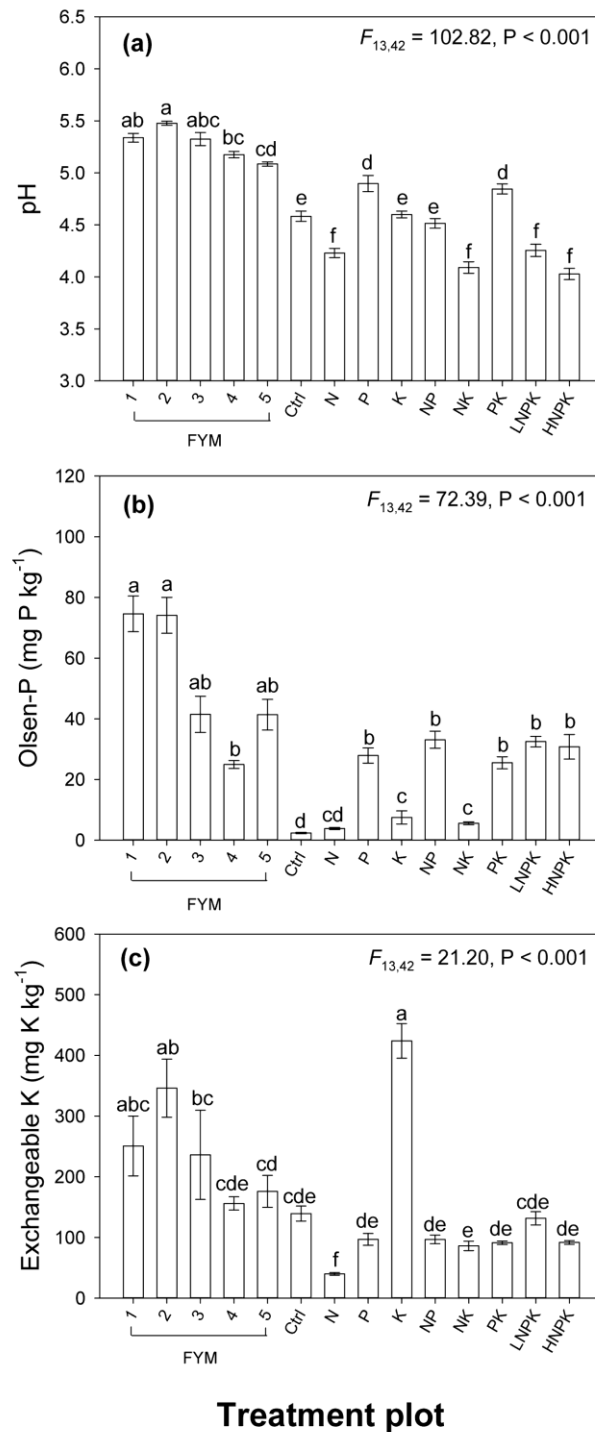 (a)
F13,42 = 102.82, P < 0.001
pH
6.5
6.0
5.5
5.0
4.5
4.0
3.5
3.0
ab a abc bc cd e f d e e f d f f
1 2 3 4 5 Ctrl N P K NP NK PK LNPK HNPK
FYM
(b)
F13,42 = 72.39, P < 0.001
Olsen-P (mg P kg-1)
120
100
80
60
40
20
0
a a ab b ab d cd b c b c b b b
1 2 3 4 5 Ctrl N P K NP NK PK LNPK HNPK
FYM
(c)
F13,42 = 21.20, P < 0.001
Exchangeable K (mg K kg-1)
600
500
400
300
200
100
0
abc ab bc cde cd cde f de a de e de cde de
1 2 3 4 5 Ctrl N P K NP NK PK LNPK HNPK
FYM
Treatment plot